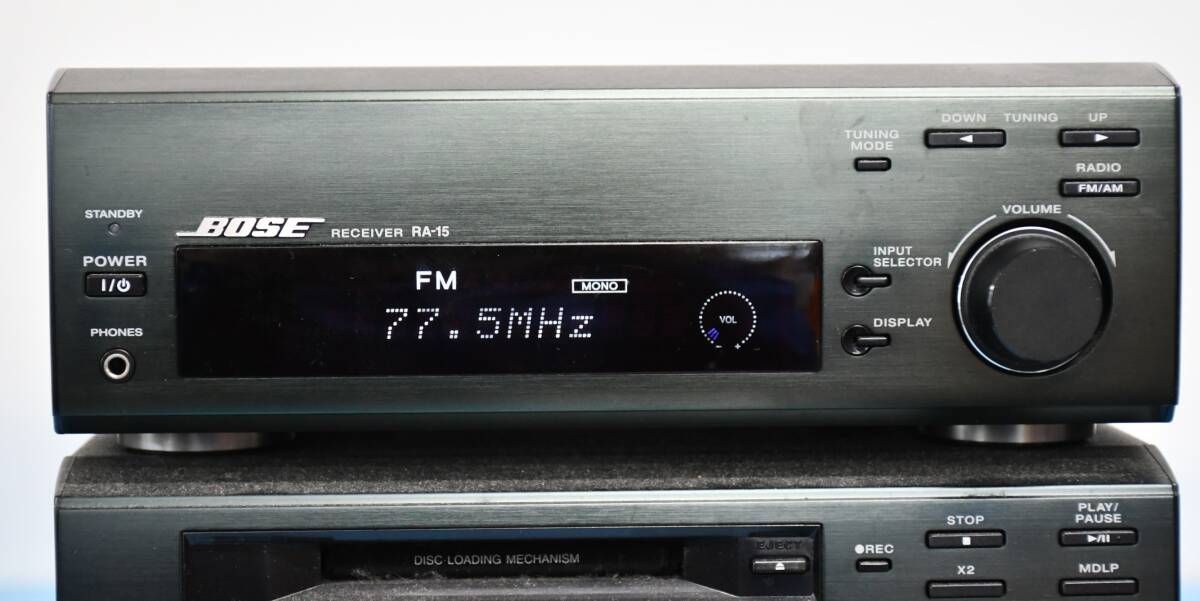 DOWN TUNING UP
TUNING
MODE
RADIO
FM/AM
VOLUME
STANDBY
BOSE RECEIVER RA-15
POWER
I/⏻
PHONES
FM
MONO
77.5MHz
VOL
- +
INPUT
SELECTOR
DISPLAY
DISC-LOADING MECHANISM
EJECT
REC
STOP
PLAY/
PAUSE
X2
MDLP